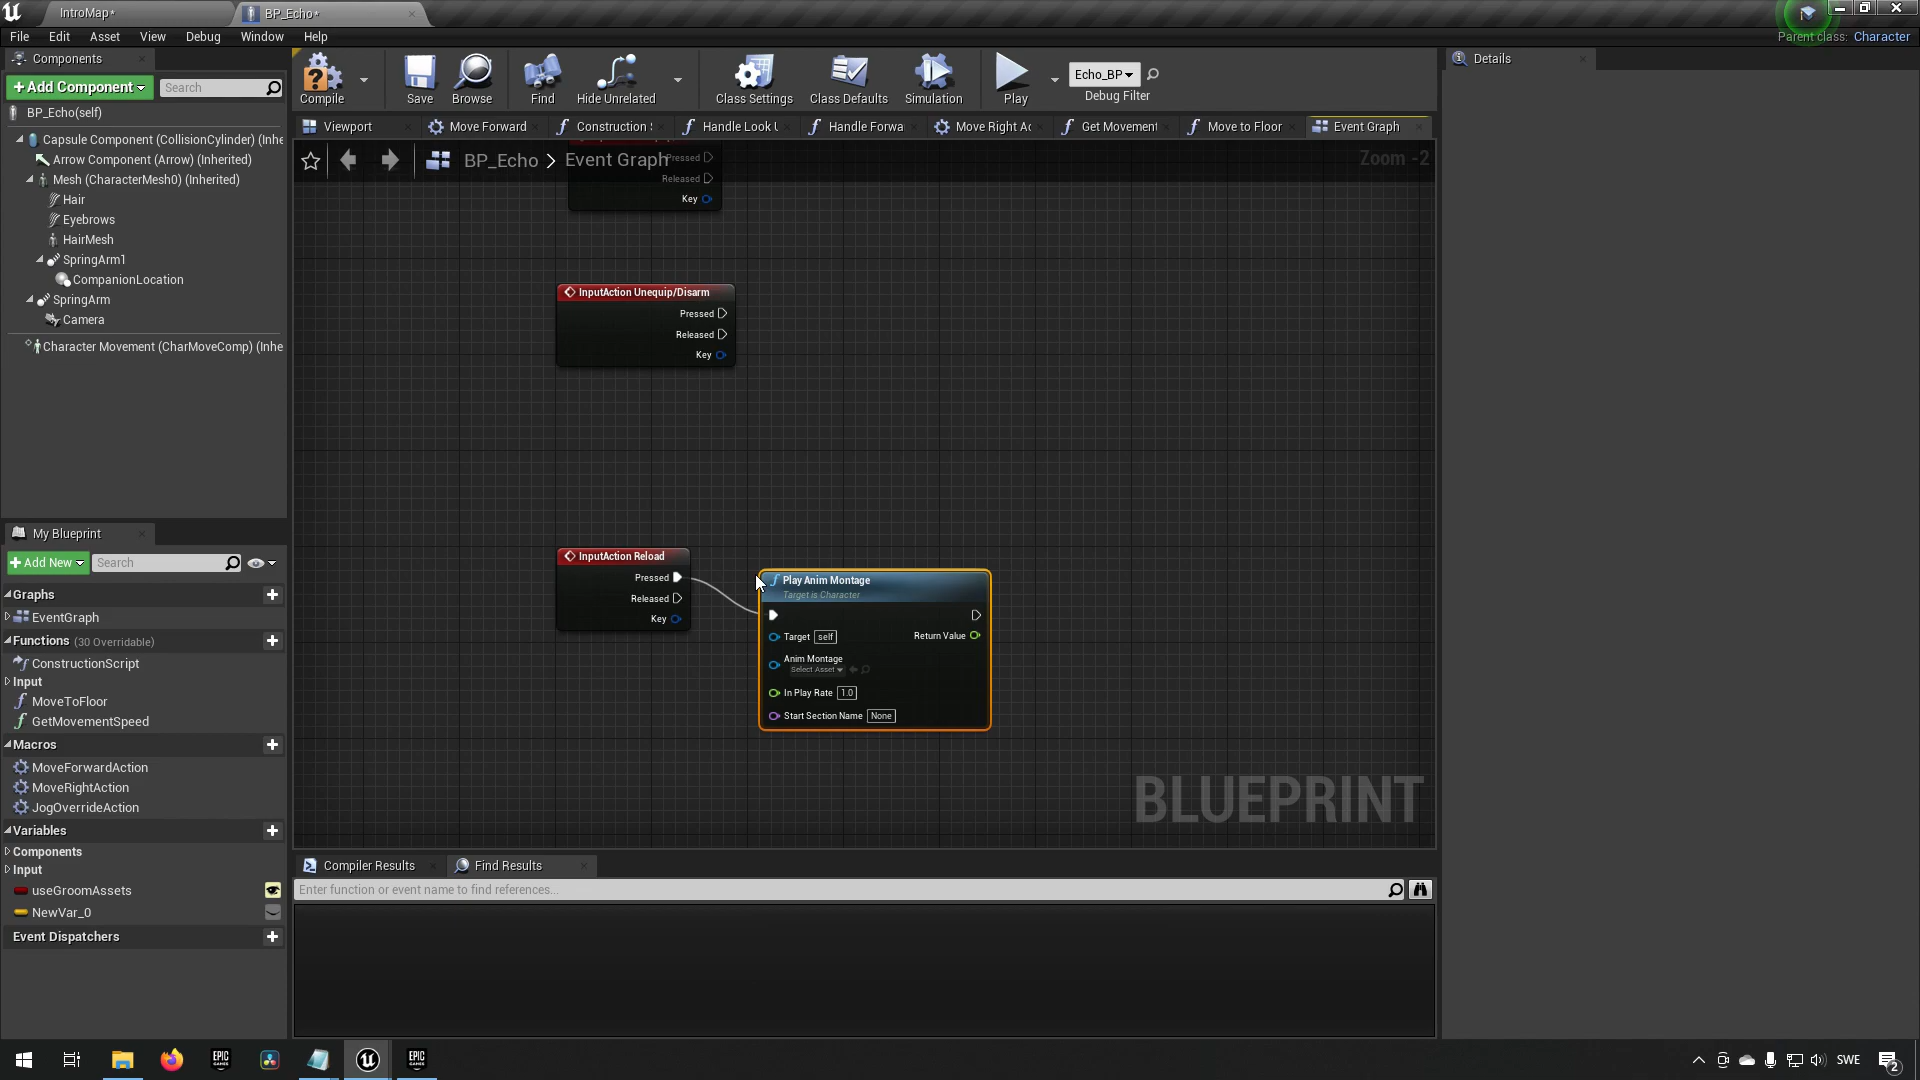 IntroMap*
BP_Echo*
File Edit Asset View Debug Window Help
Parent class: Character
Components
+Add Component
Search
BP_Echo(self)
Capsule Component (CollisionCylinder) (Inhe
Arrow Component (Arrow) (Inherited)
Mesh (CharacterMesh0) (Inherited)
Hair
Eyebrows
HairMesh
SpringArm1
CompanionLocation
SpringArm
Camera
Character Movement (CharMoveComp) (Inhe
My Blueprint
+Add New
Search
Graphs
EventGraph
Functions (30 Overridable)
ConstructionScript
Input
MoveToFloor
GetMovementSpeed
Macros
MoveForwardAction
MoveRightAction
JogOverrideAction
Variables
Components
Input
useGroomAssets
NewVar_0
Event Dispatchers
Compile
Save
Browse
Find
Hide Unrelated
Class Settings
Class Defaults
Simulation
Play
Echo_BP
Debug Filter
Viewport
Move Forward
Construction S
Handle Look U
Handle Forwa
Move Right Ac
Get Movement
Move to Floor
Event Graph
BP_Echo > Event Graph
Zoom -2
Pressed
Released
Key
InputAction Unequip/Disarm
Pressed
Released
Key
InputAction Reload
Pressed
Released
Key
Play Anim Montage
Target is Character
Target self
Return Value
Anim Montage
Select Asset
In Play Rate 1.0
Start Section Name None
BLUEPRINT
Compiler Results
Find Results
Enter function or event name to find references...
Details
EPIC GAMES
EPIC GAMES
SWE
2